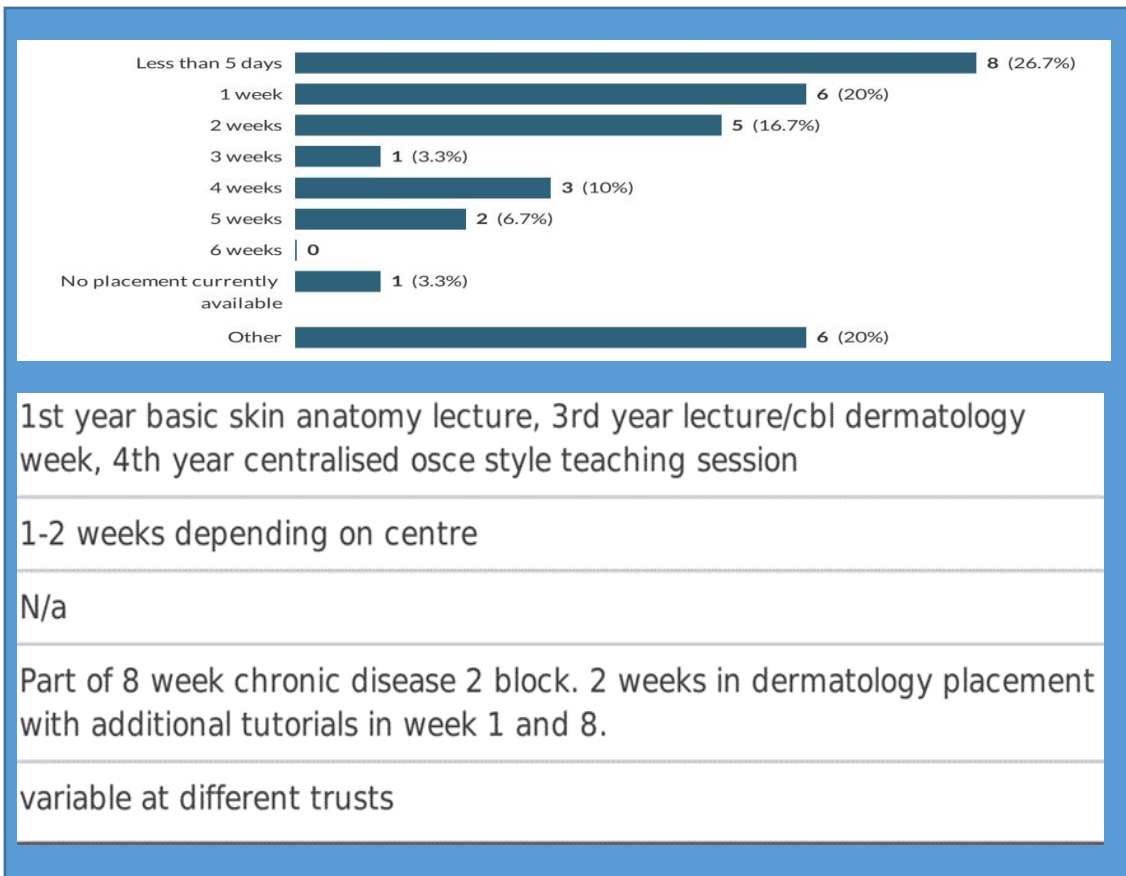 Less than 5 days 8 (26.7%)
1 week 6 (20%)
2 weeks 5 (16.7%)
3 weeks 1 (3.3%)
4 weeks 3 (10%)
5 weeks 2 (6.7%)
6 weeks 0
No placement currently 1 (3.3%)
available
Other 6 (20%)
1st year basic skin anatomy lecture, 3rd year lecture/cbl dermatology
week, 4th year centralised osce style teaching session
1-2 weeks depending on centre
N/a
Part of 8 week chronic disease 2 block. 2 weeks in dermatology placement
with additional tutorials in week 1 and 8.
variable at different trusts